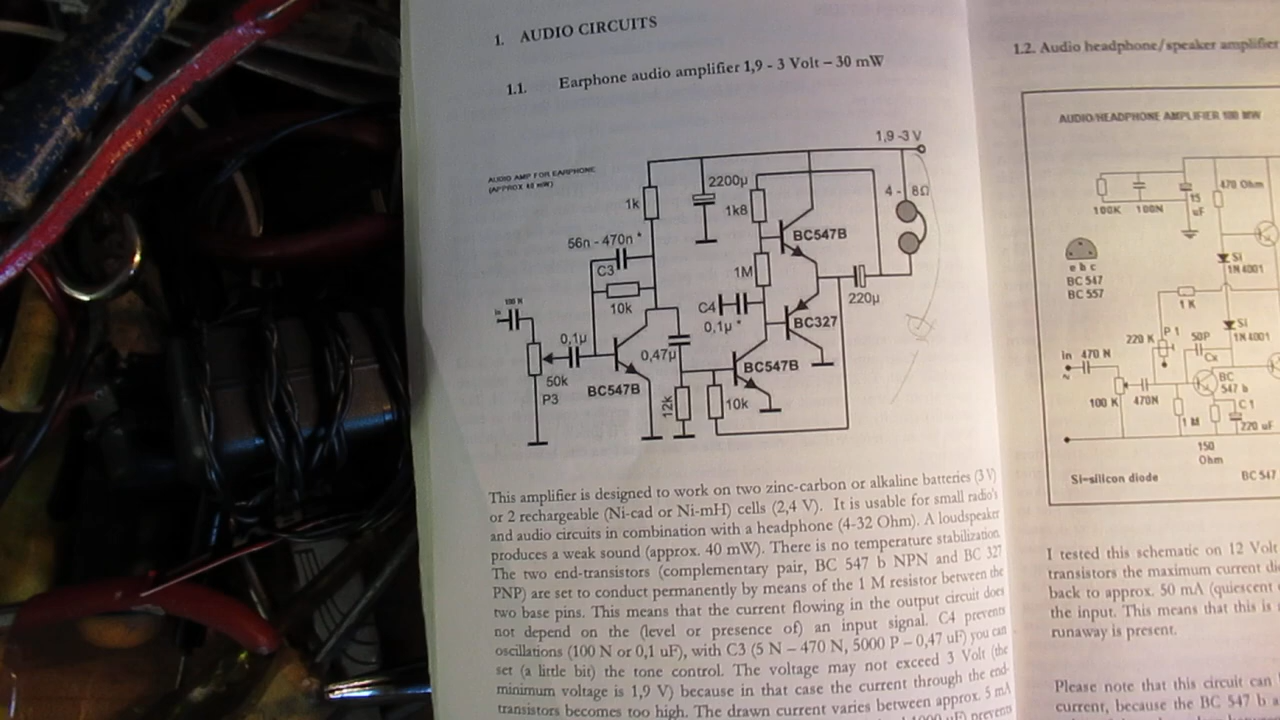 1. AUDIO CIRCUITS
1.1. Earphone audio amplifier 1,9 - 3 Volt – 30 mW
AUDIO AMP FOR EARPHONE
1,9 -3 V
1k
2200µ
1k8
4 - 8Ω
BC547B
56n - 470n *
C3
10k
1M
C4
0,1µ *
220µ
BC327
100 N
in
0,1µ
50k
P3
BC547B
0,47µ
BC547B
12k
10k
This amplifier is designed to work on two zinc-carbon or alkaline batteries (3 V)
or 2 rechargeable (Ni-cad or Ni-mH) cells (2,4 V). It is usable for small radio's
and audio circuits in combination with a headphone (4-32 Ohm). A loudspeaker
produces a weak sound (approx. 40 mW). There is no temperature stabilization.
The two end-transistors (complementary pair, BC 547 b NPN and BC 327
PNP) are set to conduct permanently by means of the 1 M resistor between the
two base pins. This means that the current flowing in the output circuit does
not depend on the (level or presence of) an input signal. C4 prevents
oscillations (100 N or 0,1 uF), with C3 (5 N – 470 N, 5000 P – 0,47 uF) you can
set (a little bit) the tone control. The voltage may not exceed 3 Volt (the
minimum voltage is 1,9 V) because in that case the current through the end-
transistors becomes too high. The drawn current varies between approx. 5 mA
prevents
1.2. Audio headphone/speaker amplifier
AUDIO/HEADPHONE AMPLIFIER 100 MW
100K
100N
15
uF
470 Ohm
e b c
BC 547
BC 557
Si
1N4001
1 K
Si
1N 4001
220 K
P 1
50P
Cx
in
470 N
~
BC
547 b
100 K
470N
1 M
C 1
220 uF
150
Ohm
Si=silicon diode
BC 547
I tested this schematic on 12 Volt
transistors the maximum current
back to approx. 50 mA (quiescent
the input. This means that this is
runaway is present.
Please note that this circuit can
current, because the BC 547 b